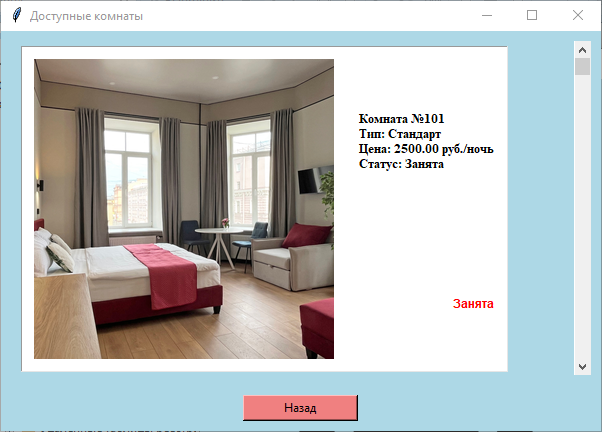 Доступные комнаты
Комната №101
Тип: Стандарт
Цена: 2500.00 руб./ночь
Статус: Занята
Занята
Назад